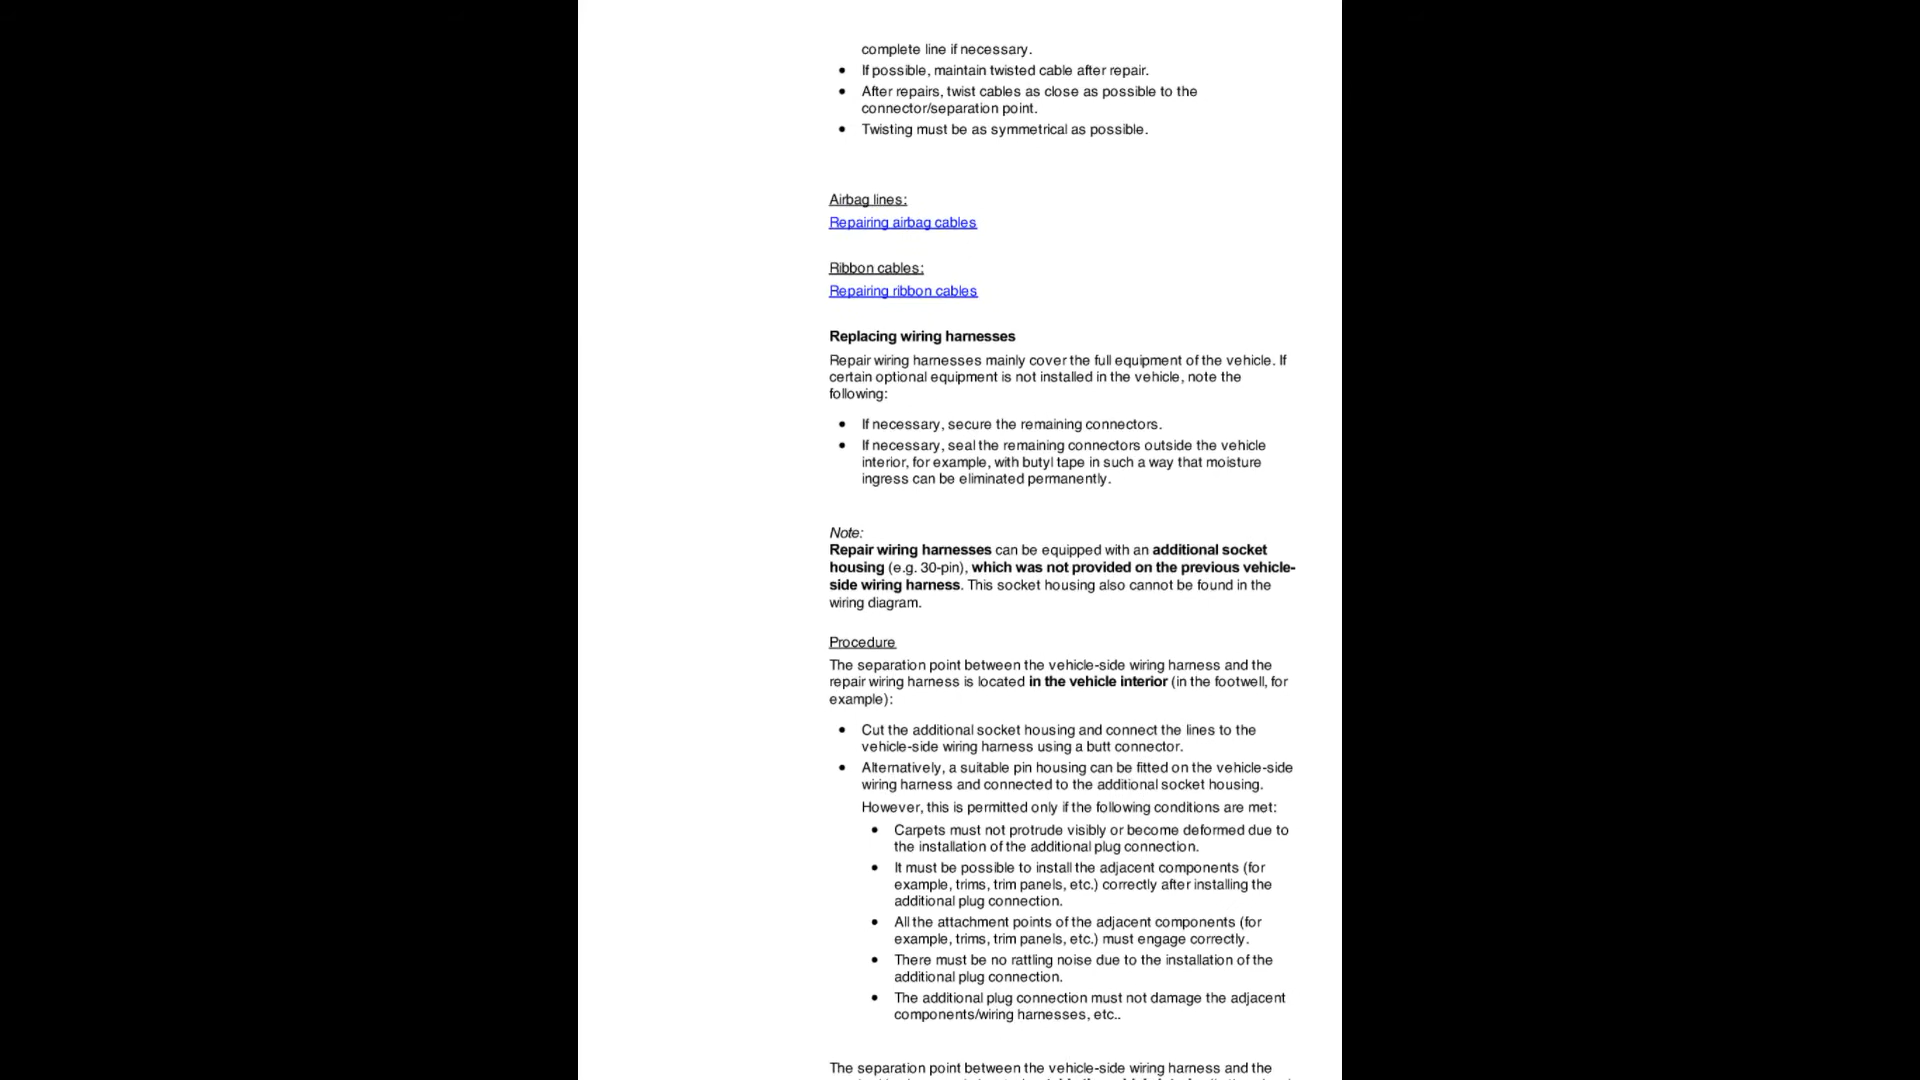 complete line if necessary.
• If possible, maintain twisted cable after repair.
• After repairs, twist cables as close as possible to the
connector/separation point.
• Twisting must be as symmetrical as possible.
Airbag lines:
Repairing airbag cables
Ribbon cables:
Repairing ribbon cables
Replacing wiring harnesses
Repair wiring harnesses mainly cover the full equipment of the vehicle. If
certain optional equipment is not installed in the vehicle, note the
following:
• If necessary, secure the remaining connectors.
• If necessary, seal the remaining connectors outside the vehicle
interior, for example, with butyl tape in such a way that moisture
ingress can be eliminated permanently.
Note:
Repair wiring harnesses can be equipped with an additional socket
housing (e.g. 30-pin), which was not provided on the previous vehicle-
side wiring harness. This socket housing also cannot be found in the
wiring diagram.
Procedure
The separation point between the vehicle-side wiring harness and the
repair wiring harness is located in the vehicle interior (in the footwell, for
example):
• Cut the additional socket housing and connect the lines to the
vehicle-side wiring harness using a butt connector.
• Alternatively, a suitable pin housing can be fitted on the vehicle-side
wiring harness and connected to the additional socket housing.
However, this is permitted only if the following conditions are met:
• Carpets must not protrude visibly or become deformed due to
the installation of the additional plug connection.
• It must be possible to install the adjacent components (for
example, trims, trim panels, etc.) correctly after installing the
additional plug connection.
• All the attachment points of the adjacent components (for
example, trims, trim panels, etc.) must engage correctly.
• There must be no rattling noise due to the installation of the
additional plug connection.
• The additional plug connection must not damage the adjacent
components/wiring harnesses, etc..
The separation point between the vehicle-side wiring harness and the